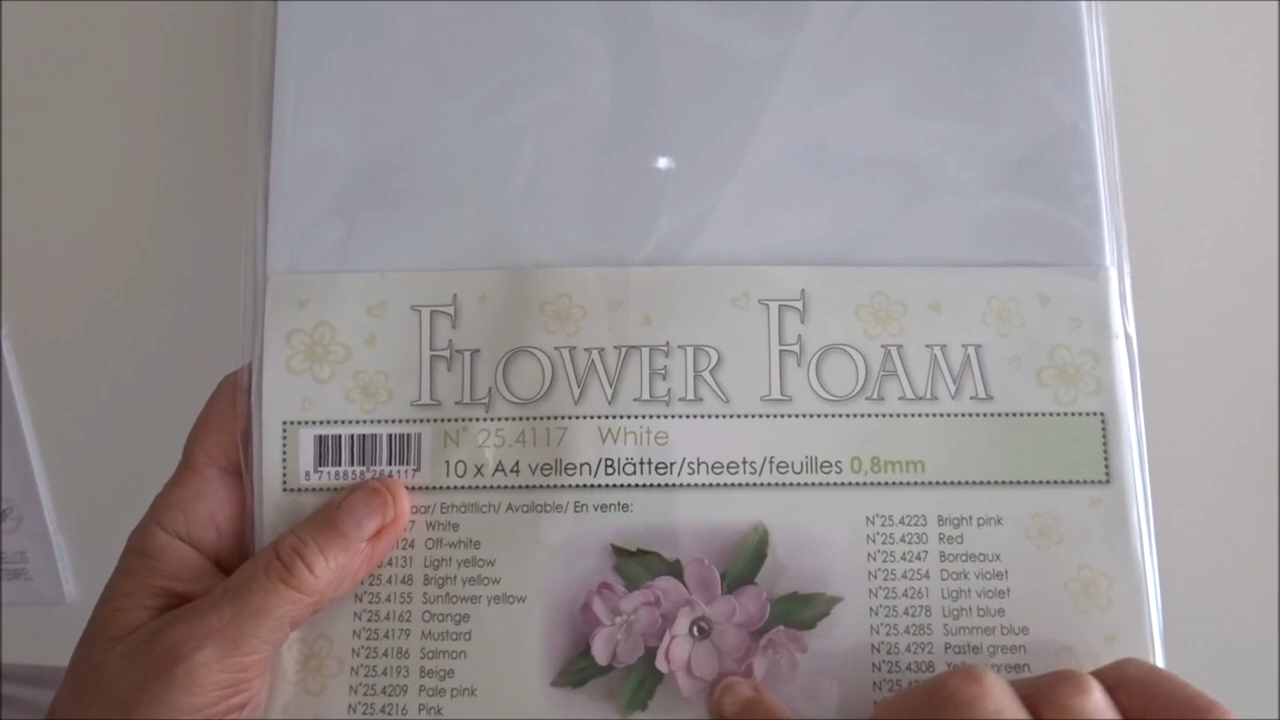 FLOWER FOAM
N° 25.4117 White
8 718858 264117
10 x A4 vellen/Blätter/sheets/feuilles 0,8mm
Erhältlich/ Available/ En vente:
White
Off-white
Light yellow
N°25.4148 Bright yellow
N°25.4155 Sunflower yellow
N°25.4162 Orange
N°25.4179 Mustard
N°25.4186 Salmon
N°25.4193 Beige
N°25.4209 Pale pink
N°25.4216 Pink
N°25.4223 Bright pink
N°25.4230 Red
N°25.4247 Bordeaux
N°25.4254 Dark violet
N°25.4261 Light violet
N°25.4278 Light blue
N°25.4285 Summer blue
N°25.4292 Pastel green
N°25.4308 Yellow green